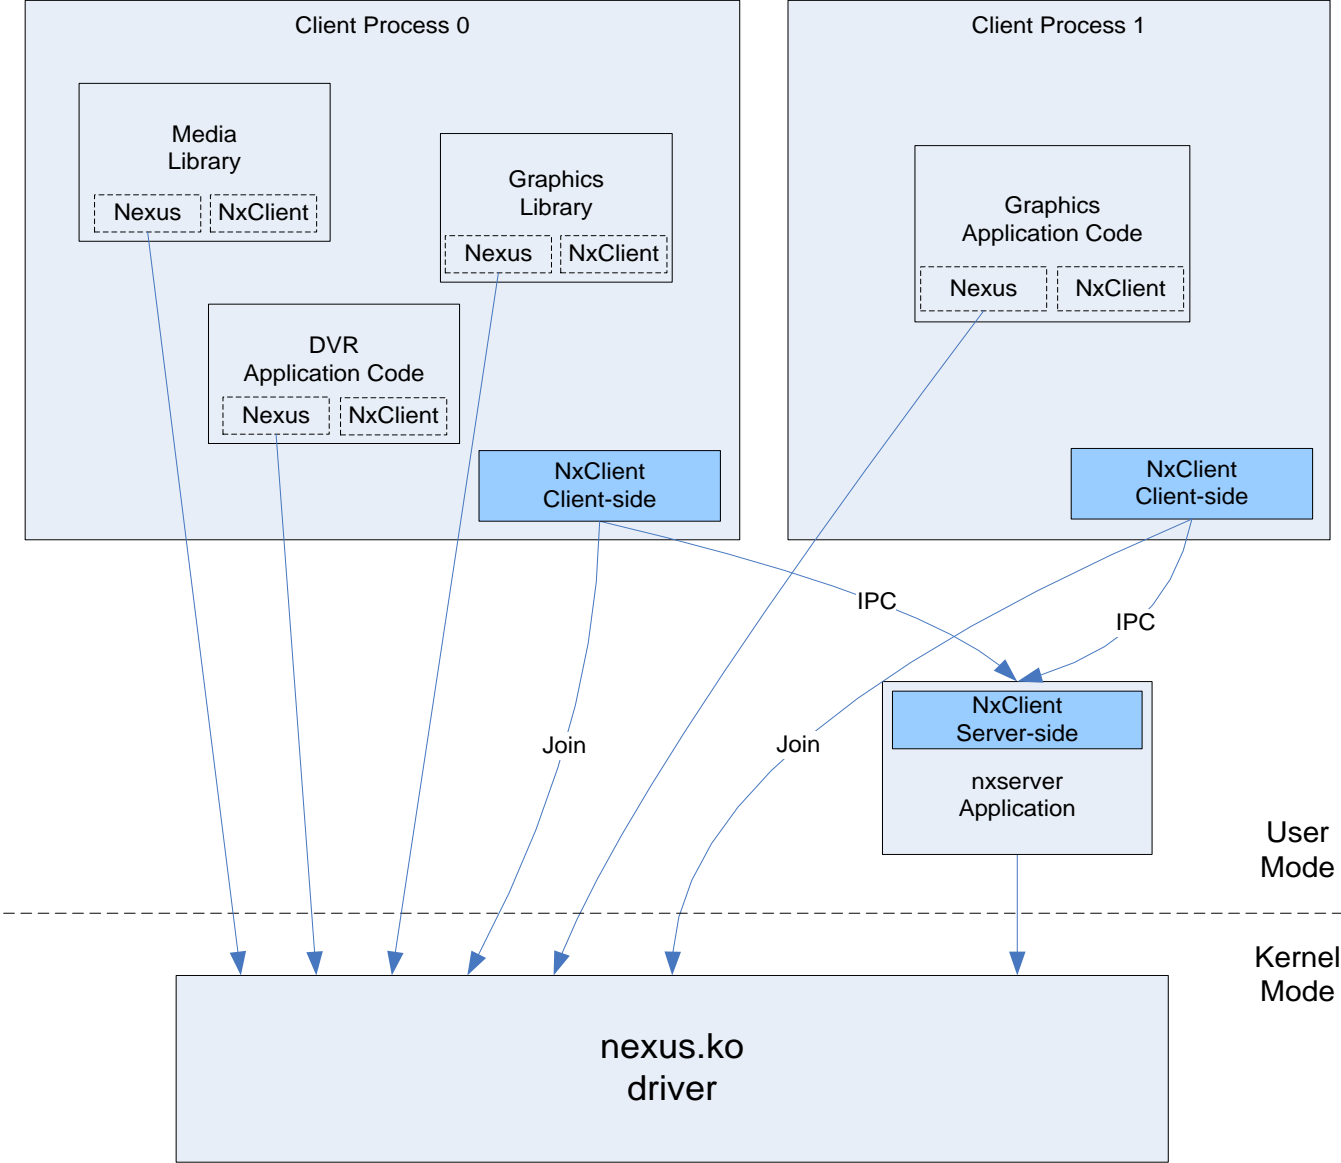 Client Process 0
Client Process 1
Media
Library
Nexus
NxClient
Graphics
Library
Nexus
NxClient
DVR
Application Code
Nexus
NxClient
NxClient
Client-side
Graphics
Application Code
Nexus
NxClient
NxClient
Client-side
IPC
IPC
Join
Join
NxClient
Server-side
nxserver
Application
User
Mode
Kernel
Mode
nexus.ko
driver